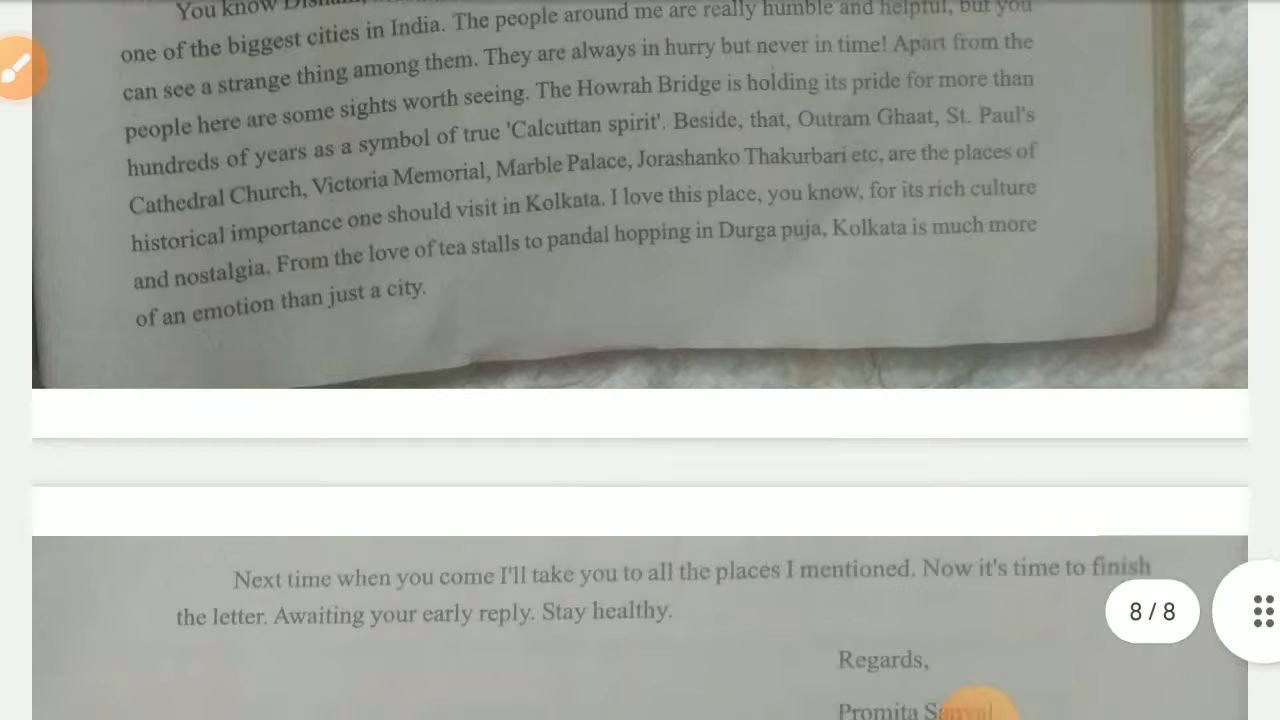 You know
one of the biggest cities in India. The people around me are really humble and helpful, but you
can see a strange thing among them. They are always in hurry but never in time! Apart from the
people here are some sights worth seeing. The Howrah Bridge is holding its pride for more than
hundreds of years as a symbol of true 'Calcuttan spirit'. Beside, that, Outram Ghaat, St. Paul's
Cathedral Church, Victoria Memorial, Marble Palace, Jorashanko Thakurbari etc, are the places of
historical importance one should visit in Kolkata. I love this place, you know, for its rich culture
and nostalgia. From the love of tea stalls to pandal hopping in Durga puja, Kolkata is much more
of an emotion than just a city.
Next time when you come I'll take you to all the places I mentioned. Now it's time to finish
the letter. Awaiting your early reply. Stay healthy.
8 / 8
Regards,
Promita Sanyal